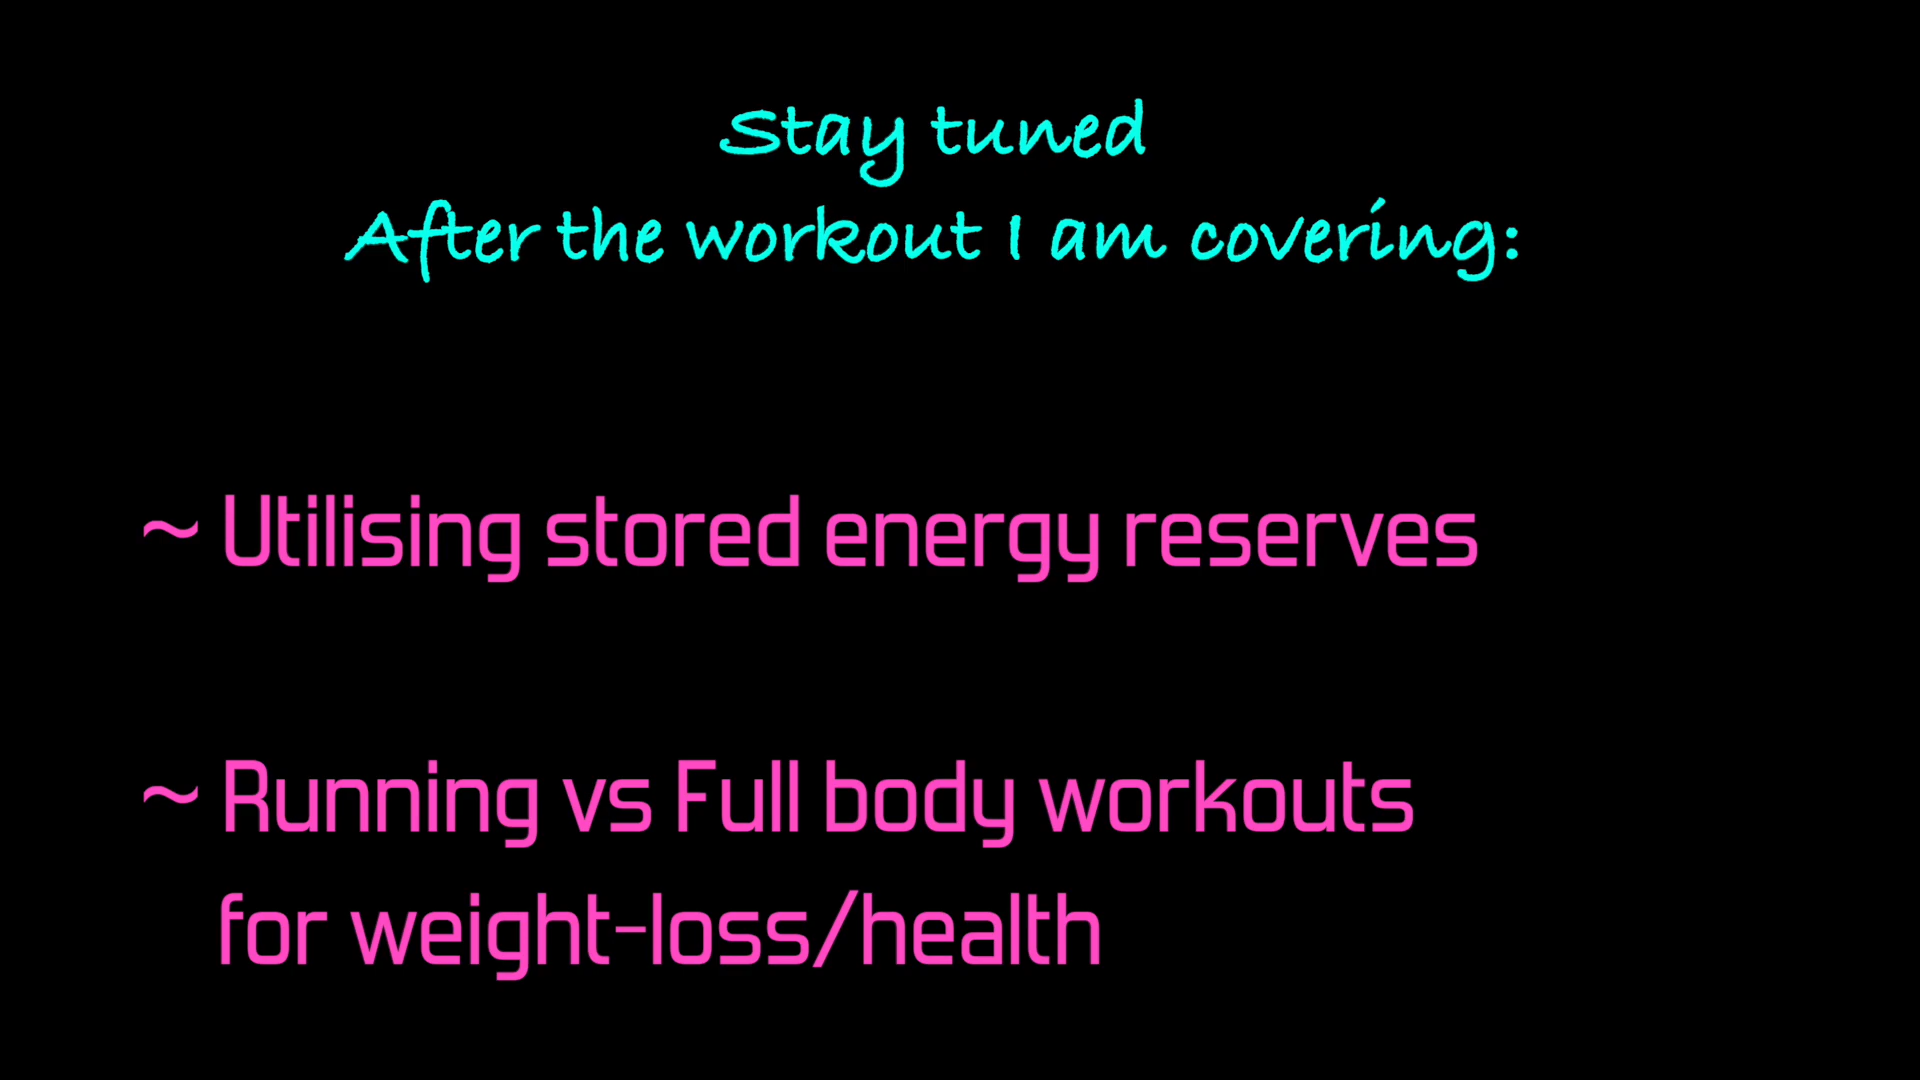 Stay tuned
After the workout I am covering:
~ Utilising stored energy reserves
~ Running vs Full body workouts
for weight-loss/health